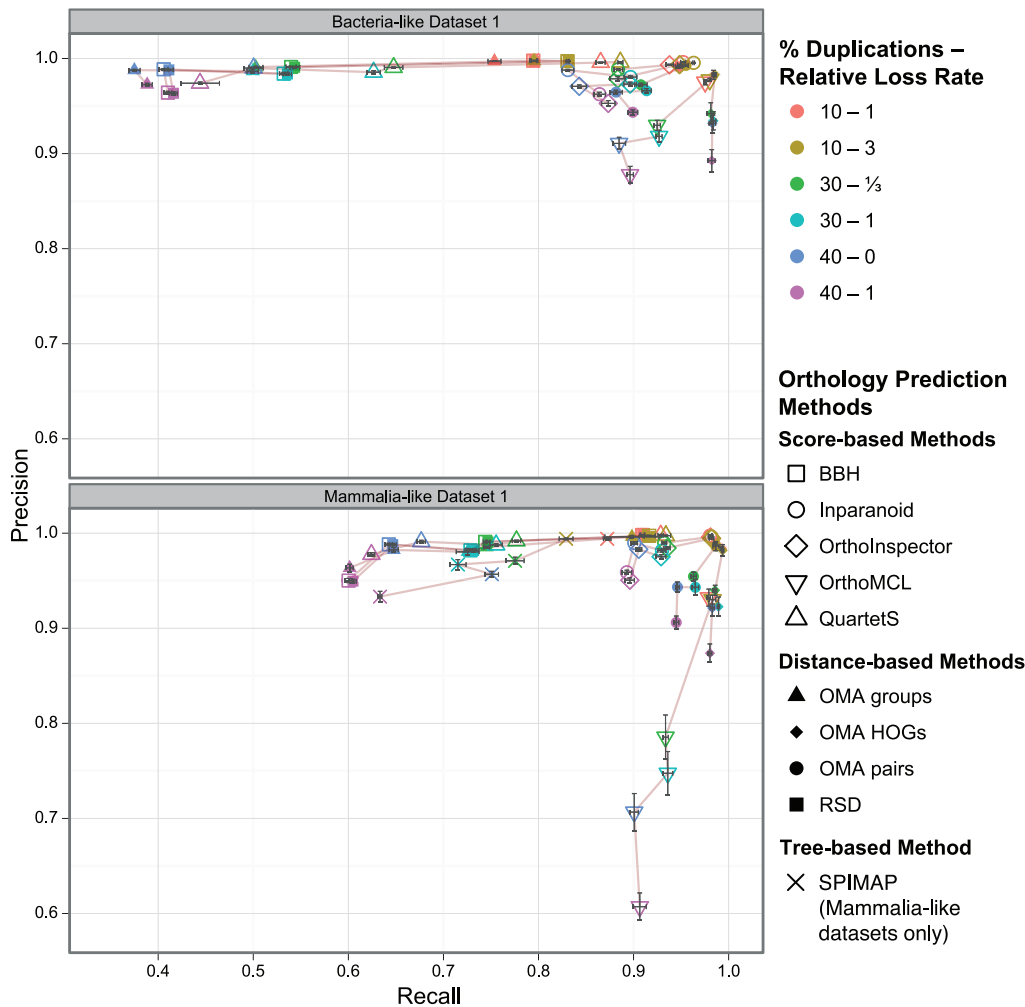 Bacteria-like Dataset 1
1.0
0.9
0.8
0.7
0.6
Precision
Mammalia-like Dataset 1
1.0
0.9
0.8
0.7
0.6
0.4 0.5 0.6 0.7 0.8 0.9 1.0
Recall
% Duplications –
Relative Loss Rate
10 – 1
10 – 3
30 – ⅓
30 – 1
40 – 0
40 – 1
Orthology Prediction
Methods
Score-based Methods
BBH
Inparanoid
OrthoInspector
OrthoMCL
QuartetS
Distance-based Methods
OMA groups
OMA HOGs
OMA pairs
RSD
Tree-based Method
SPIMAP
(Mammalia-like
datasets only)